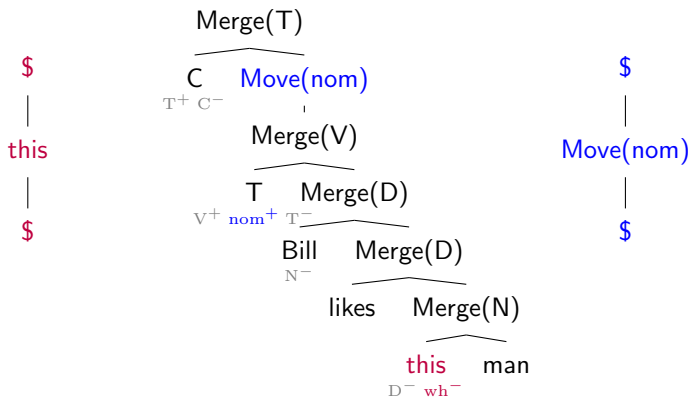 Merge(T)
$ C Move(nom) $
T⁺ C⁻
this Merge(V) Move(nom)
T Merge(D)
V⁺ nom⁺ T⁻
$ $
Bill Merge(D)
N⁻
likes Merge(N)
this man
D⁻ wh⁻